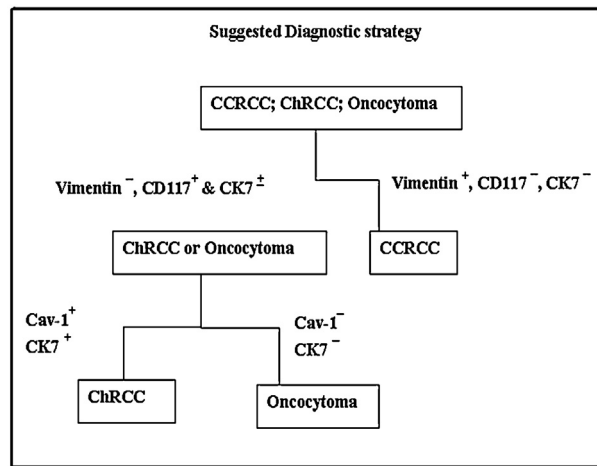 Suggested Diagnostic strategy
CCRCC; ChRCC; Oncocytoma
Vimentin⁻, CD117⁺ & CK7±
Vimentin⁺, CD117⁻, CK7⁻
ChRCC or Oncocytoma
CCRCC
Cav-1⁺
CK7⁺
Cav-1⁻
CK7⁻
ChRCC
Oncocytoma